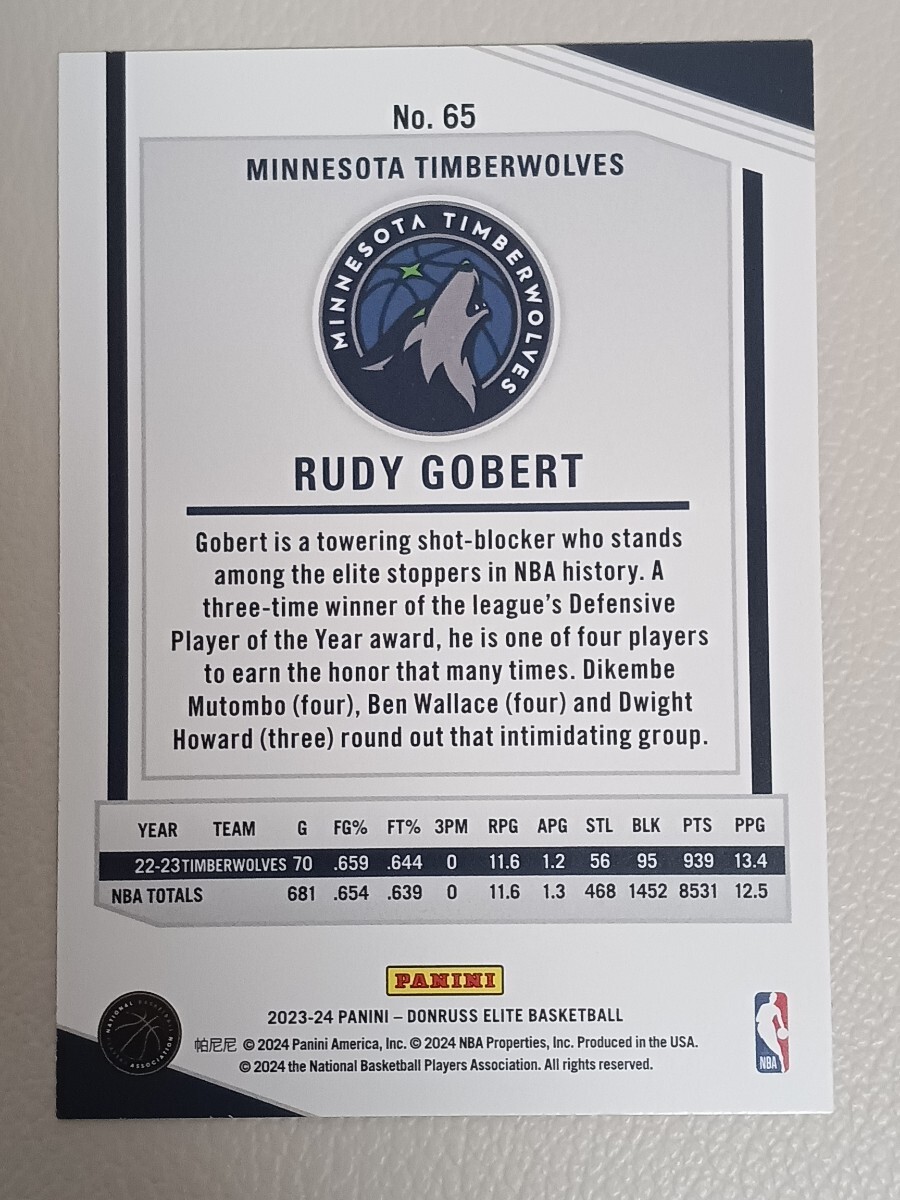 No. 65
MINNESOTA TIMBERWOLVES
MINNESOTA TIMBERWOLVES
RUDY GOBERT
Gobert is a towering shot-blocker who stands
among the elite stoppers in NBA history. A
three-time winner of the league's Defensive
Player of the Year award, he is one of four players
to earn the honor that many times. Dikembe
Mutombo (four), Ben Wallace (four) and Dwight
Howard (three) round out that intimidating group.
YEAR TEAM G FG% FT% 3PM RPG APG STL BLK PTS PPG
22-23 TIMBERWOLVES 70 .659 .644 0 11.6 1.2 56 95 939 13.4
NBA TOTALS 681 .654 .639 0 11.6 1.3 468 1452 8531 12.5
PANINI
2023-24 PANINI – DONRUSS ELITE BASKETBALL
帕尼尼 © 2024 Panini America, Inc. © 2024 NBA Properties, Inc. Produced in the USA.
© 2024 the National Basketball Players Association. All rights reserved.
NATIONAL BASKETBALL PLAYERS ASSOCIATION
NBA